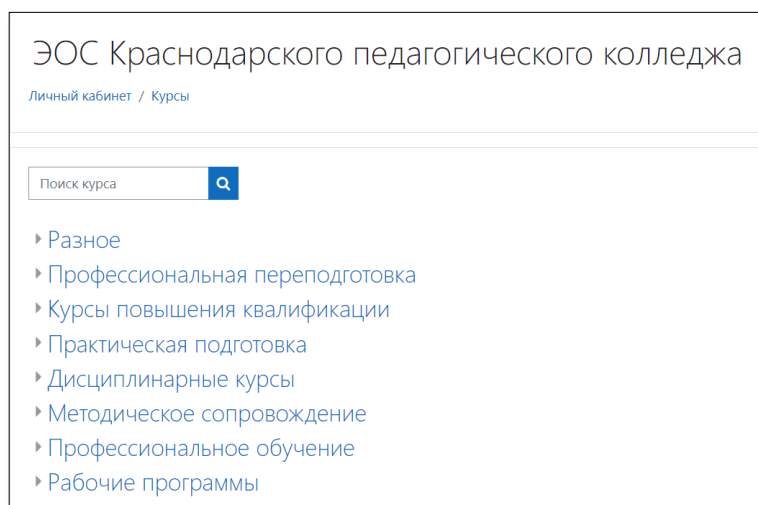 ЭОС Краснодарского педагогического колледжа
Личный кабинет / Курсы
Поиск курса
Разное
Профессиональная переподготовка
Курсы повышения квалификации
Практическая подготовка
Дисциплинарные курсы
Методическое сопровождение
Профессиональное обучение
Рабочие программы